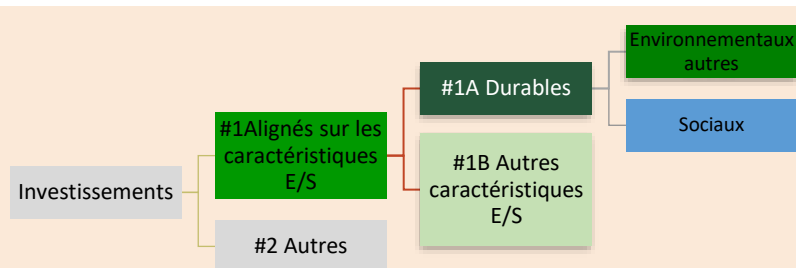 Investissements
#1Alignés sur les
caractéristiques
E/S
#2 Autres
#1A Durables
#1B Autres
caractéristiques
E/S
Environnementaux
autres
Sociaux